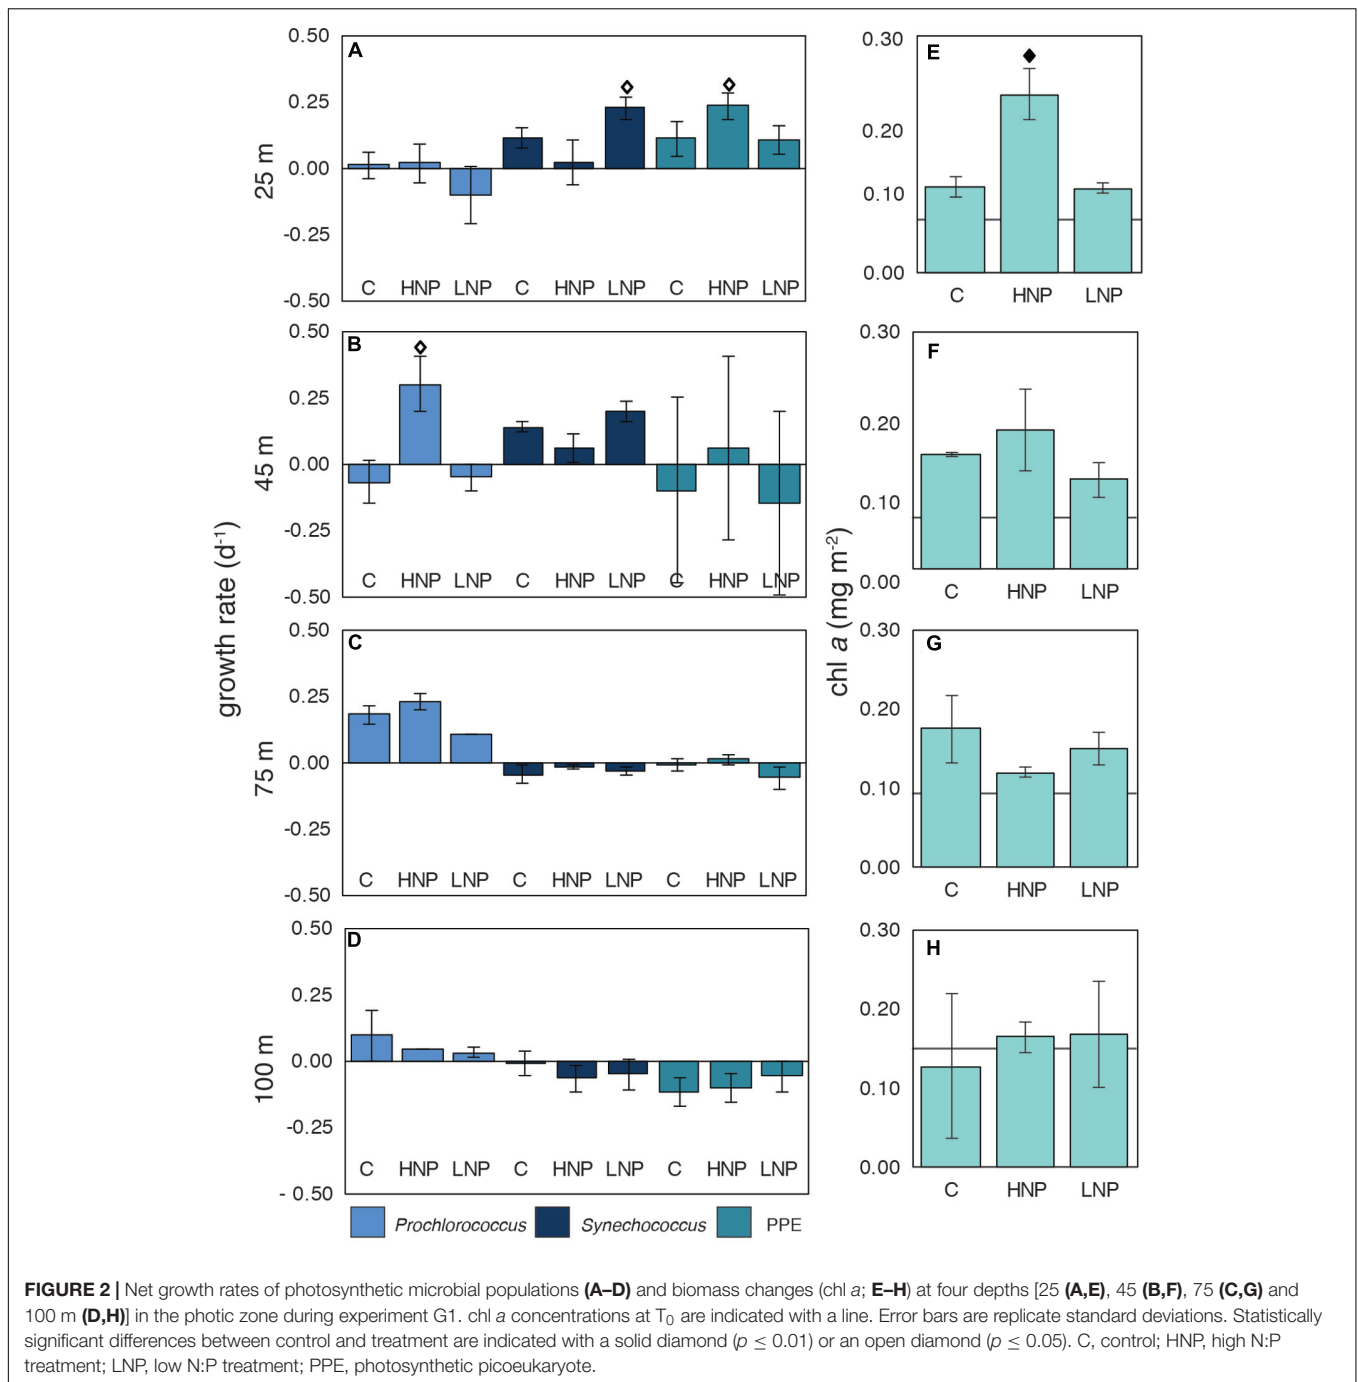 0.50
A
0.25
0.00
-0.25
-0.50
25 m
C HNP LNP C HNP LNP C HNP LNP
0.30
E
0.20
0.10
0.00
C HNP LNP
0.50
B
0.25
0.00
-0.25
-0.50
45 m
C HNP LNP C HNP LNP C HNP LNP
0.30
F
0.20
0.10
0.00
C HNP LNP
growth rate (d-1)
chl a (mg m-2)
0.50
C
0.25
0.00
-0.25
-0.50
75 m
C HNP LNP C HNP LNP C HNP LNP
0.30
G
0.20
0.10
0.00
C HNP LNP
0.50
D
0.25
0.00
-0.25
- 0.50
100 m
C HNP LNP C HNP LNP C HNP LNP
0.30
H
0.20
0.10
0.00
C HNP LNP
Prochlorococcus Synechococcus PPE
FIGURE 2 | Net growth rates of photosynthetic microbial populations (A–D) and biomass changes (chl a; E–H) at four depths [25 (A,E), 45 (B,F), 75 (C,G) and
100 m (D,H)] in the photic zone during experiment G1. chl a concentrations at T0 are indicated with a line. Error bars are replicate standard deviations. Statistically
significant differences between control and treatment are indicated with a solid diamond (p ≤ 0.01) or an open diamond (p ≤ 0.05). C, control; HNP, high N:P
treatment; LNP, low N:P treatment; PPE, photosynthetic picoeukaryote.